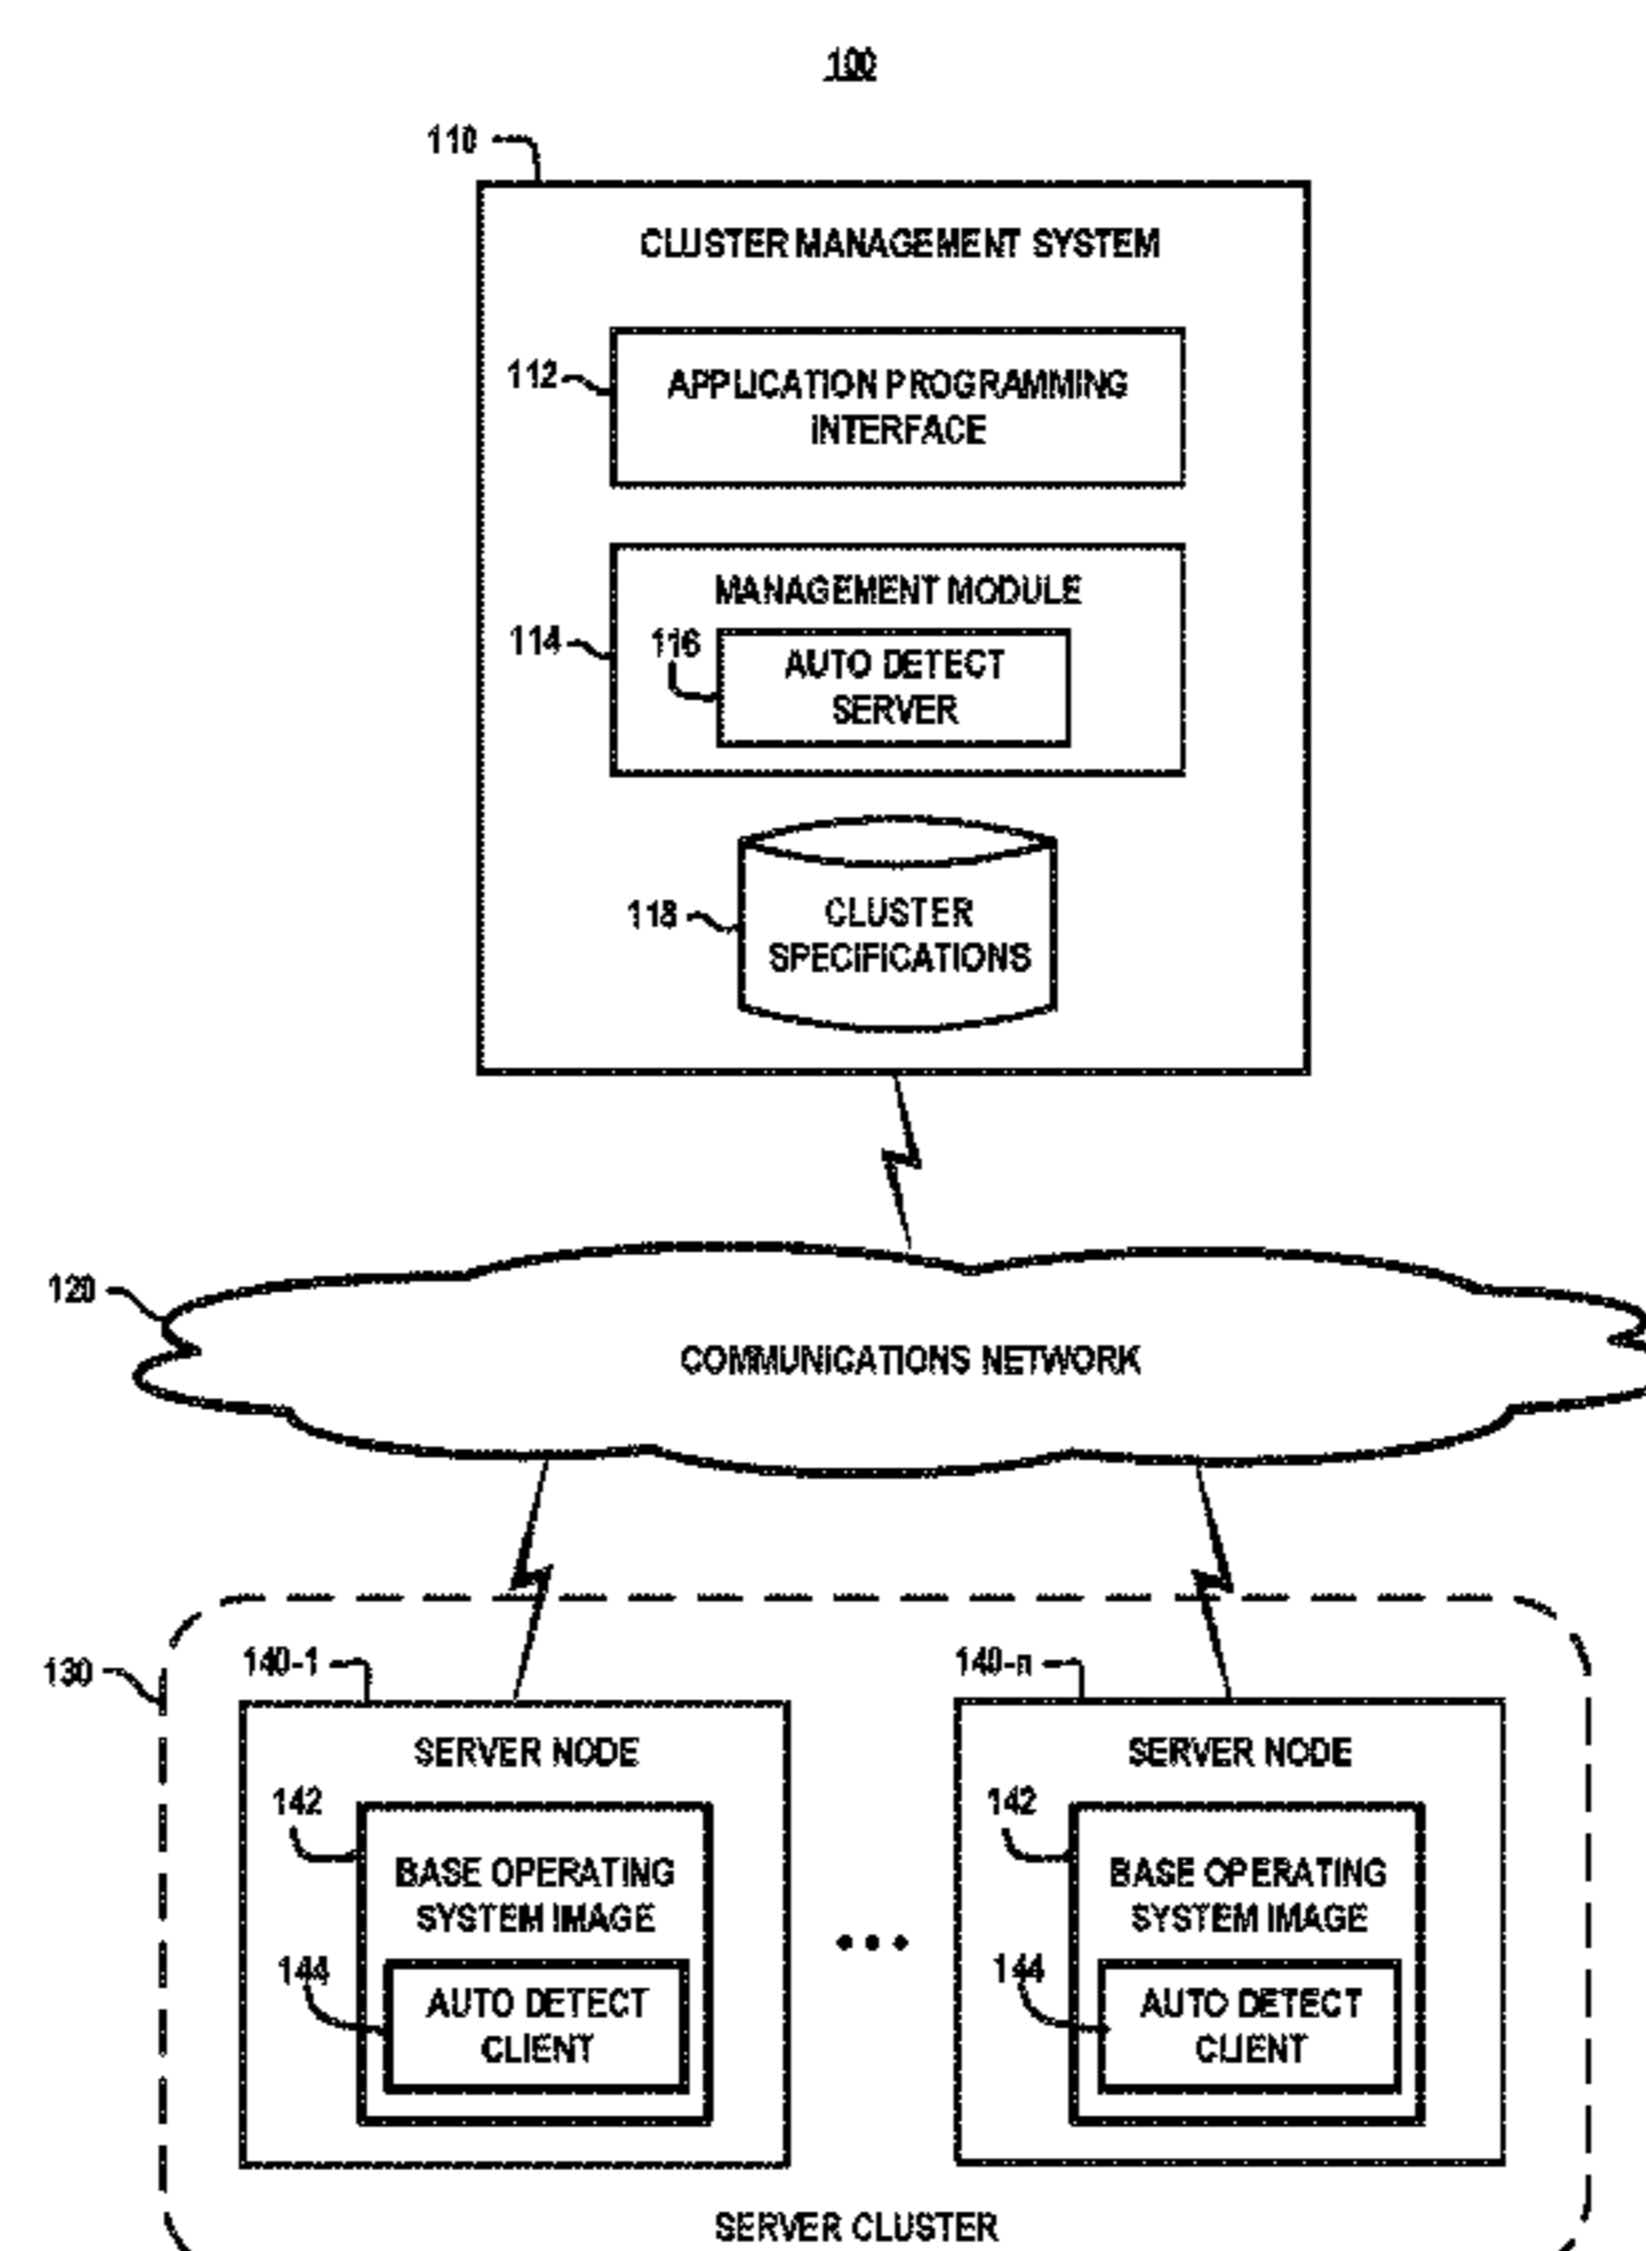 100
110
CLUSTER MANAGEMENT SYSTEM
112
APPLICATION PROGRAMMING
INTERFACE
MANAGEMENT MODULE
114
116
AUTO DETECT
SERVER
118
CLUSTER
SPECIFICATIONS
120
COMMUNICATIONS NETWORK
130
140-1
140-n
SERVER NODE
SERVER NODE
142
142
BASE OPERATING
SYSTEM IMAGE
BASE OPERATING
SYSTEM IMAGE
144
144
AUTO DETECT
CLIENT
AUTO DETECT
CLIENT
SERVER CLUSTER